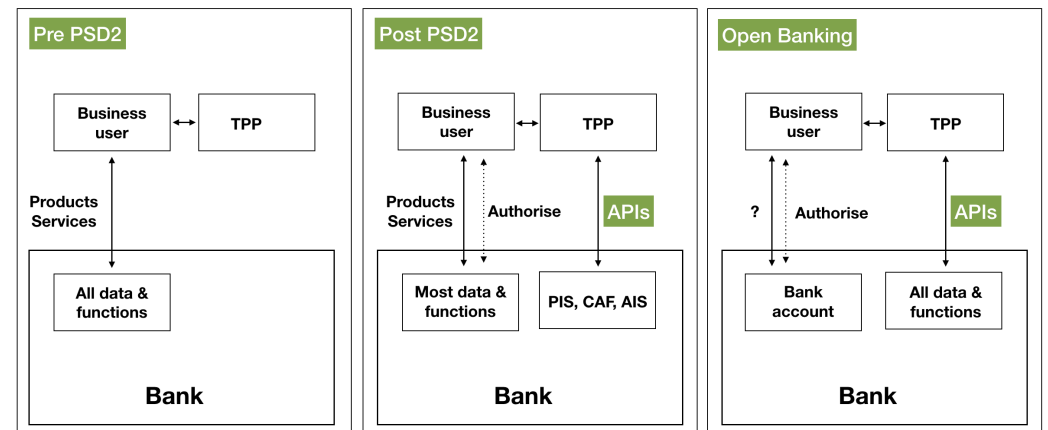 Pre PSD2
Business
user
TPP
Products
Services
All data &
functions
Bank
Post PSD2
Business
user
TPP
Products
Services
Authorise
APIs
Most data &
functions
PIS, CAF, AIS
Bank
Open Banking
Business
user
TPP
?
Authorise
APIs
Bank
account
All data &
functions
Bank